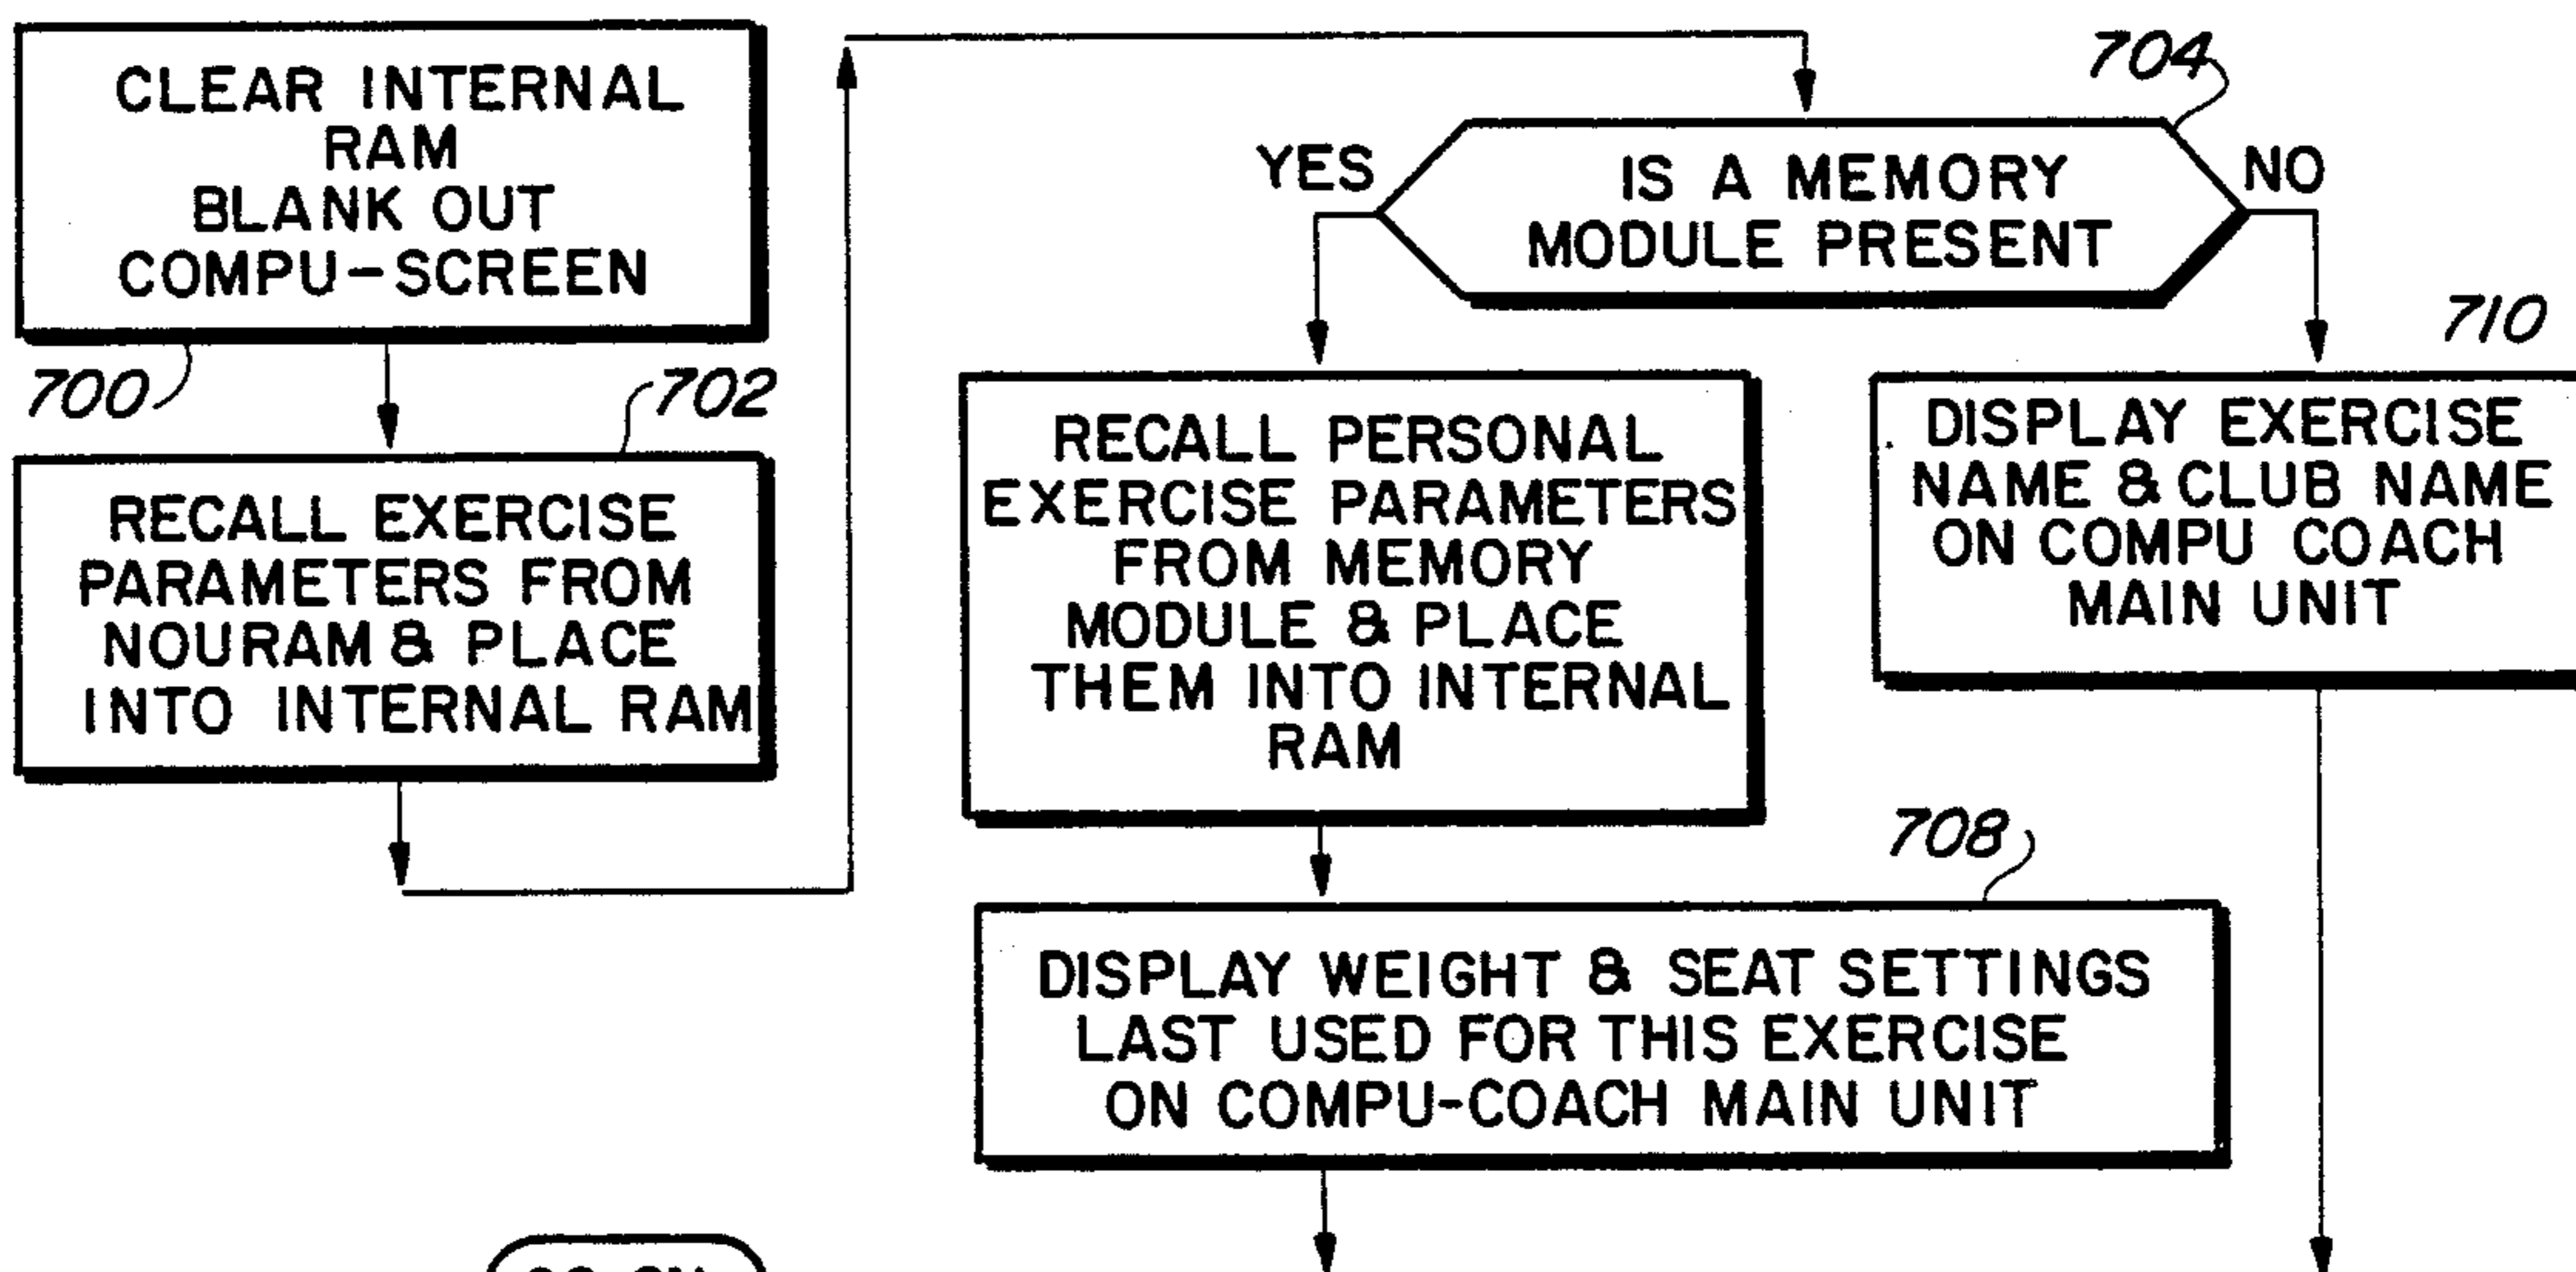 CLEAR INTERNAL
RAM
BLANK OUT
COMPU-SCREEN
700
702
RECALL EXERCISE
PARAMETERS FROM
NOURAM & PLACE
INTO INTERNAL RAM
704
YES
IS A MEMORY
MODULE PRESENT
NO
RECALL PERSONAL
EXERCISE PARAMETERS
FROM MEMORY
MODULE & PLACE
THEM INTO INTERNAL
RAM
710
DISPLAY EXERCISE
NAME & CLUB NAME
ON COMPU COACH
MAIN UNIT
708
DISPLAY WEIGHT & SEAT SETTINGS
LAST USED FOR THIS EXERCISE
ON COMPU-COACH MAIN UNIT